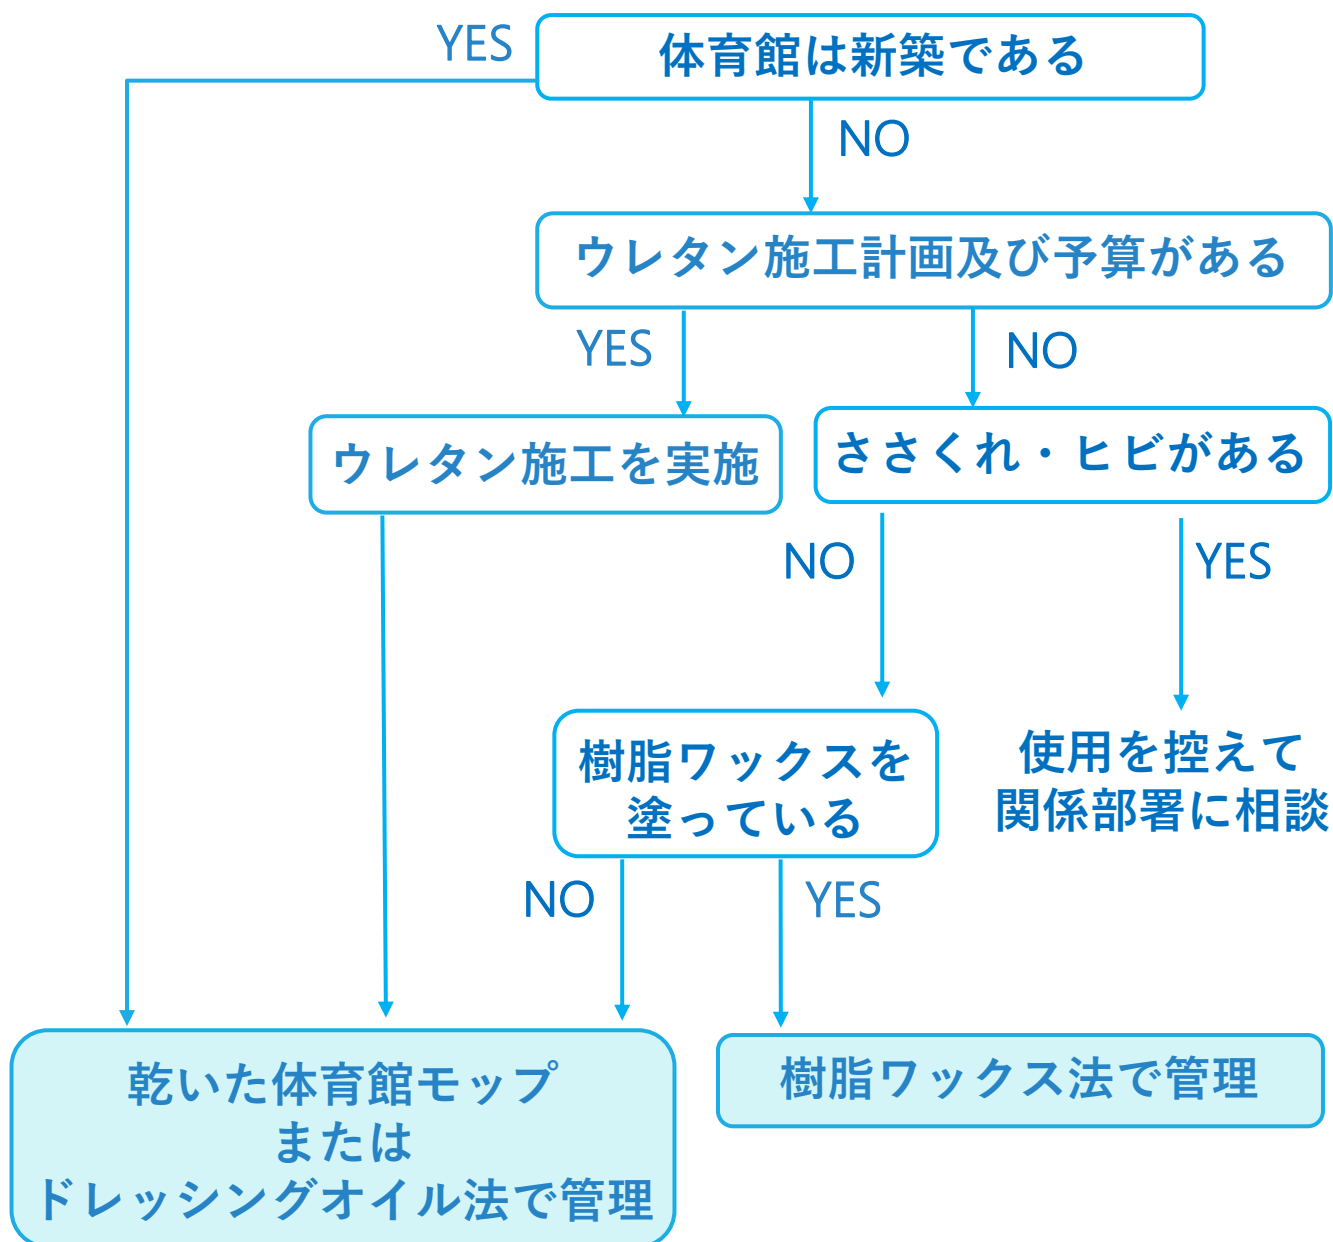 YES
体育館は新築である
NO
ウレタン施工計画及び予算がある
YES
NO
ウレタン施工を実施
ささくれ・ヒビがある
NO
YES
樹脂ワックスを
塗っている
使用を控えて
関係部署に相談
NO
YES
乾いた体育館モップ
または
ドレッシングオイル法で管理
樹脂ワックス法で管理